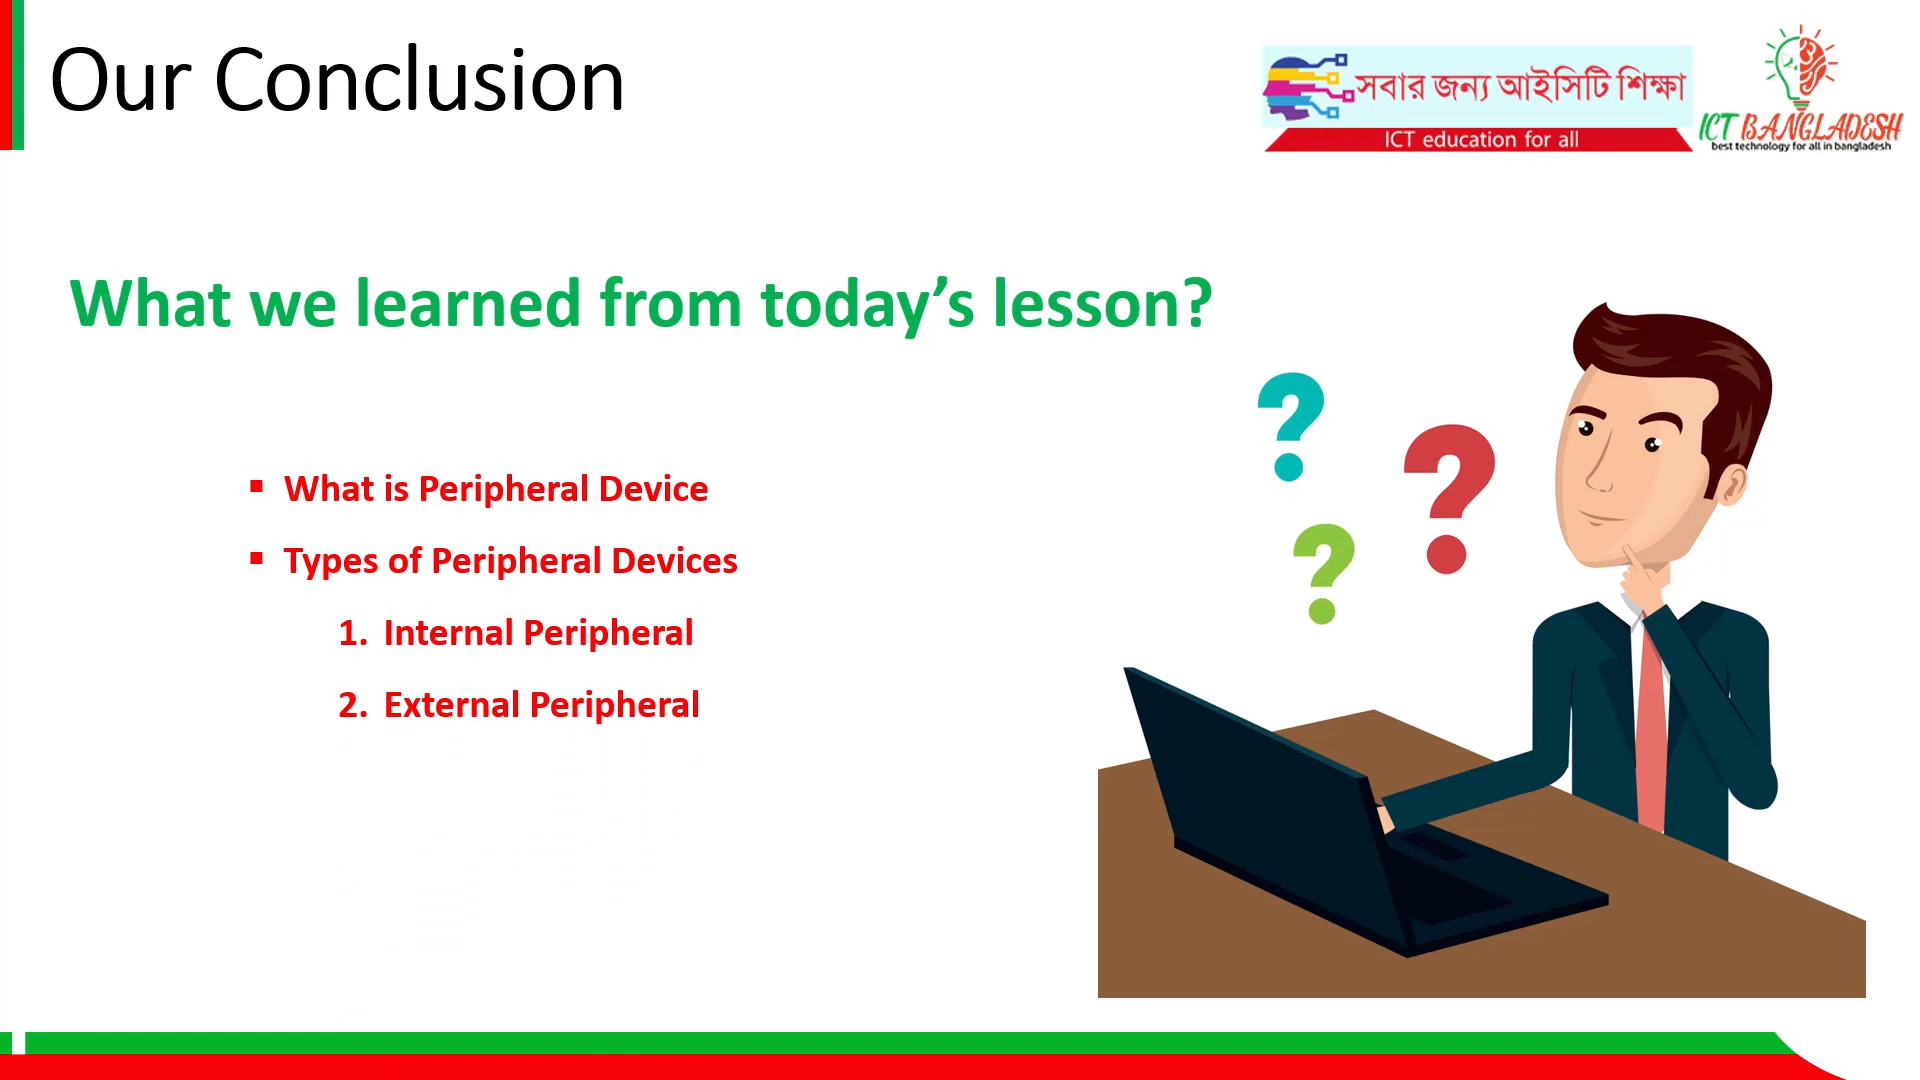 Our Conclusion
সবার জন্য আইসিটি শিক্ষা
ICT education for all
ICT BANGLADESH
best technology for all in bangladesh
What we learned from today’s lesson?
▪ What is Peripheral Device
▪ Types of Peripheral Devices
1. Internal Peripheral
2. External Peripheral